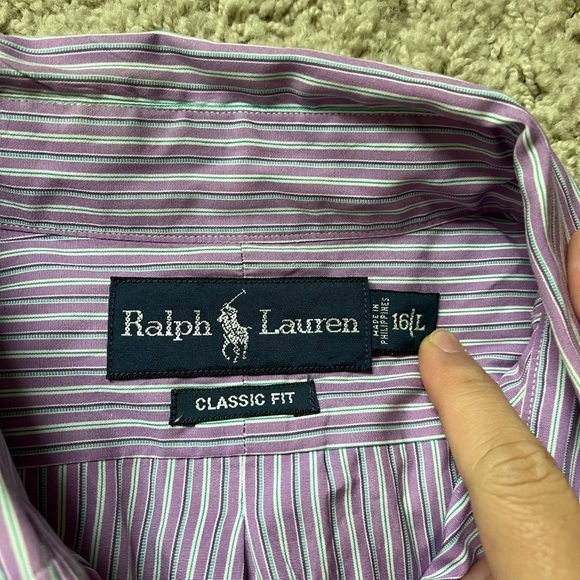 Ralph Lauren
MADE IN
PHILIPPINES
16/L
CLASSIC FIT